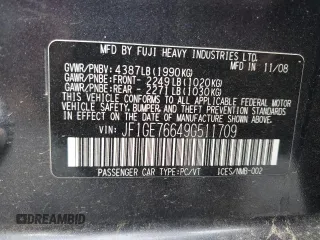 MFD BY FUJI HEAVY INDUSTRIES LTD.
GVWR/PNBV: 4387LB(1990KG) MFD IN 11/08
GAWR/PNBE:FRONT- 2249LB(1020KG)
GAWR/PNBE:REAR - 2271LB(1030KG)
THIS VEHICLE CONFORMS TO ALL APPLICABLE
FEDERAL MOTOR VEHICLE SAFETY, BUMPER,
AND THEFT PREVENTION STANDARDS
IN EFFECT ON THE DATE OF
MANUFACTURE SHOWN ABOVE.
VIN: JF1GE76649G511709
PASSENGER CAR TYPE:PC/VT ICES/NMB-002